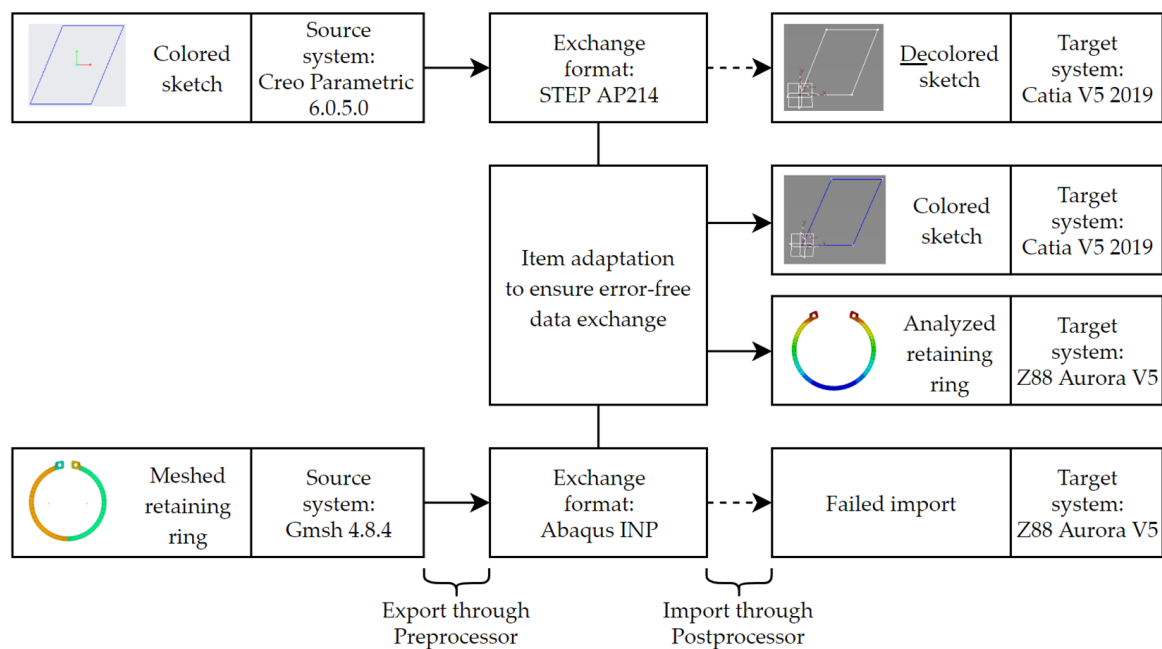 Colored
sketch
Source
system:
Creo Parametric
6.0.5.0
Exchange
format:
STEP AP214
Decolored
sketch
Target
system:
Catia V5 2019
Item adaptation
to ensure error-free
data exchange
Colored
sketch
Target
system:
Catia V5 2019
Analyzed
retaining
ring
Target
system:
Z88 Aurora V5
Meshed
retaining
ring
Source
system:
Gmsh 4.8.4
Exchange
format:
Abaqus INP
Failed import
Target
system:
Z88 Aurora V5
Export through
Preprocessor
Import through
Postprocessor